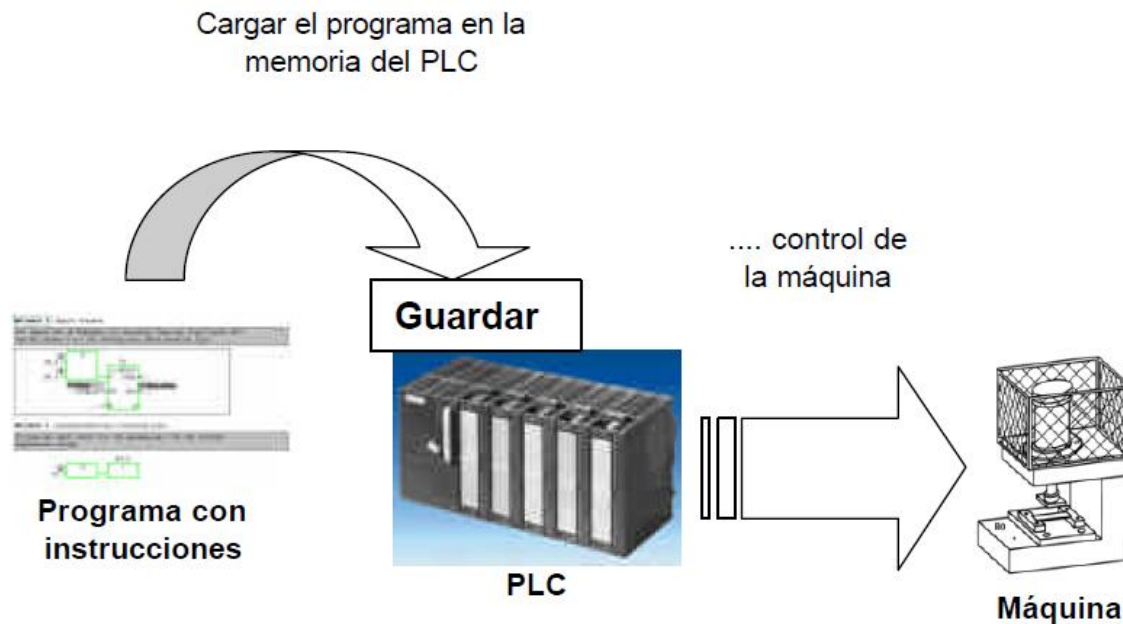 Cargar el programa en la
memoria del PLC
.... control de
la máquina
Guardar
Programa con
instrucciones
PLC
Máquina